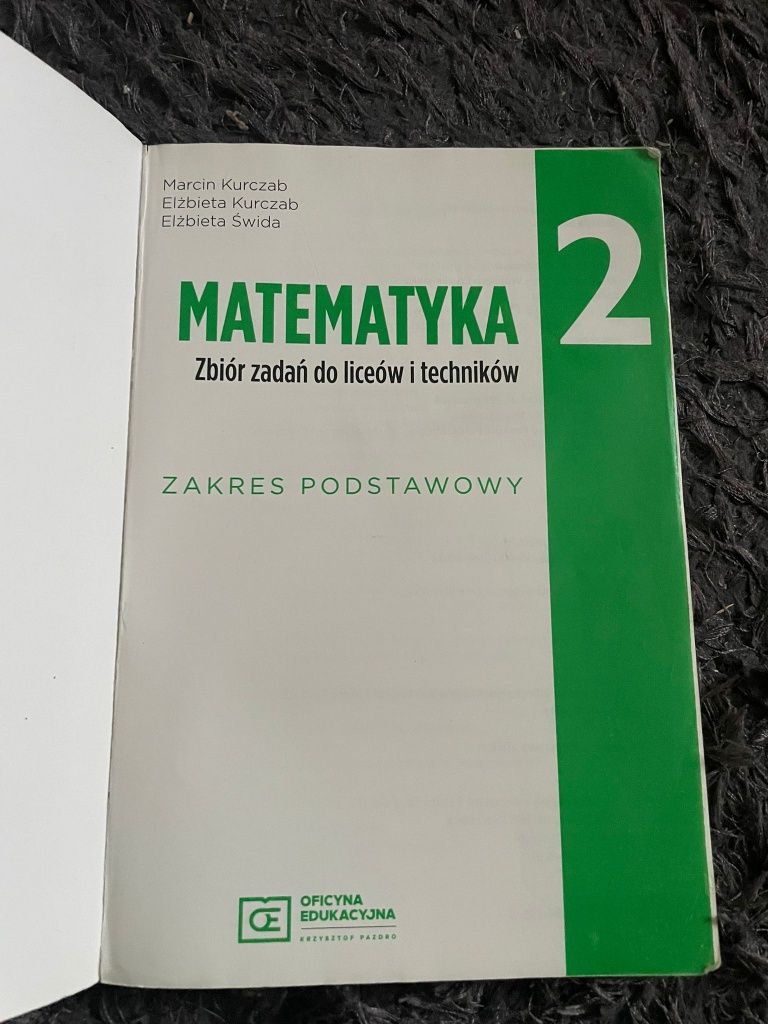 Marcin Kurczab
Elżbieta Kurczab
Elżbieta Świda
2
MATEMATYKA
Zbiór zadań do liceów i techników
ZAKRES PODSTAWOWY
OE
OFICYNA
EDUKACYJNA
KRZYSZTOF PAZDRO